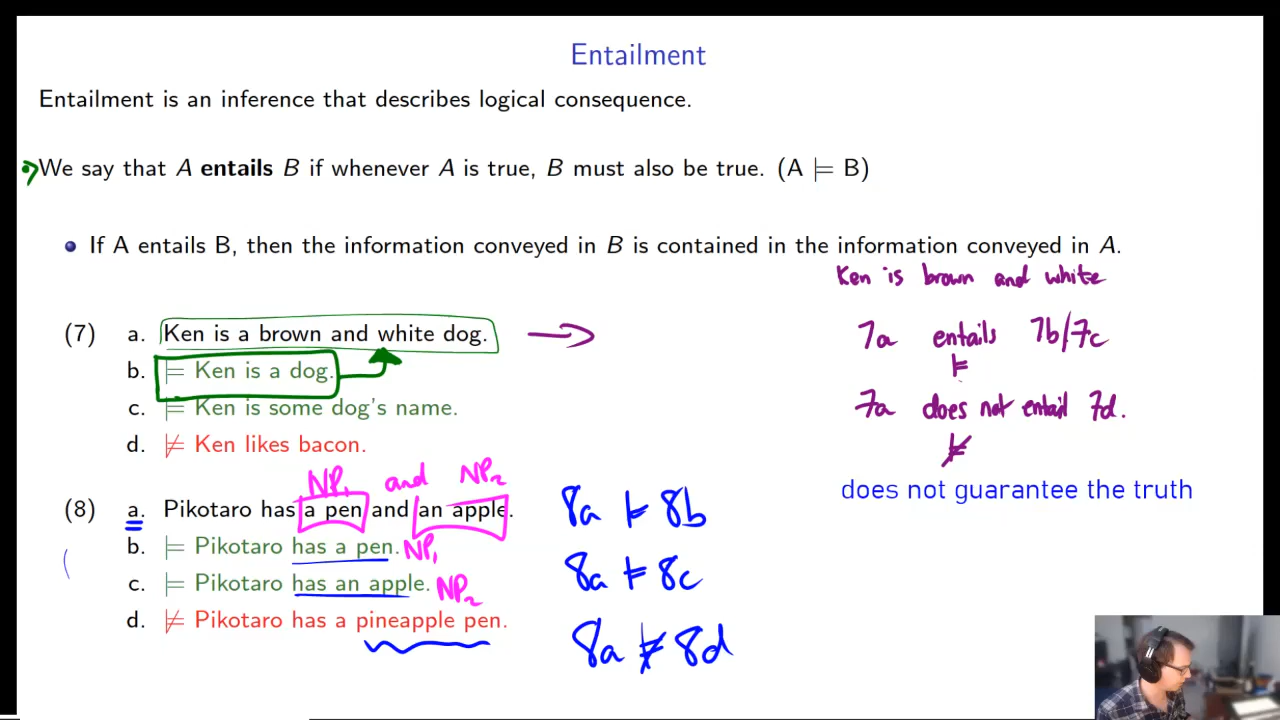 Entailment
Entailment is an inference that describes logical consequence.
We say that A entails B if whenever A is true, B must also be true. (A ⊨ B)
If A entails B, then the information conveyed in B is contained in the information conveyed in A.
Ken is brown and white
(7) a. Ken is a brown and white dog.
b. ⊨ Ken is a dog.
c. ⊨ Ken is some dog's name.
d. ⊭ Ken likes bacon.
7a entails 7b/7c
⊨
7a does not entail 7d.
⊭
does not guarantee the truth
NP1 and NP2
(8) a. Pikotaro has a pen and an apple.
b. ⊨ Pikotaro has a pen. NP1
c. ⊨ Pikotaro has an apple. NP2
d. ⊭ Pikotaro has a pineapple pen.
8a ⊨ 8b
8a ⊨ 8c
8a ⊭ 8d